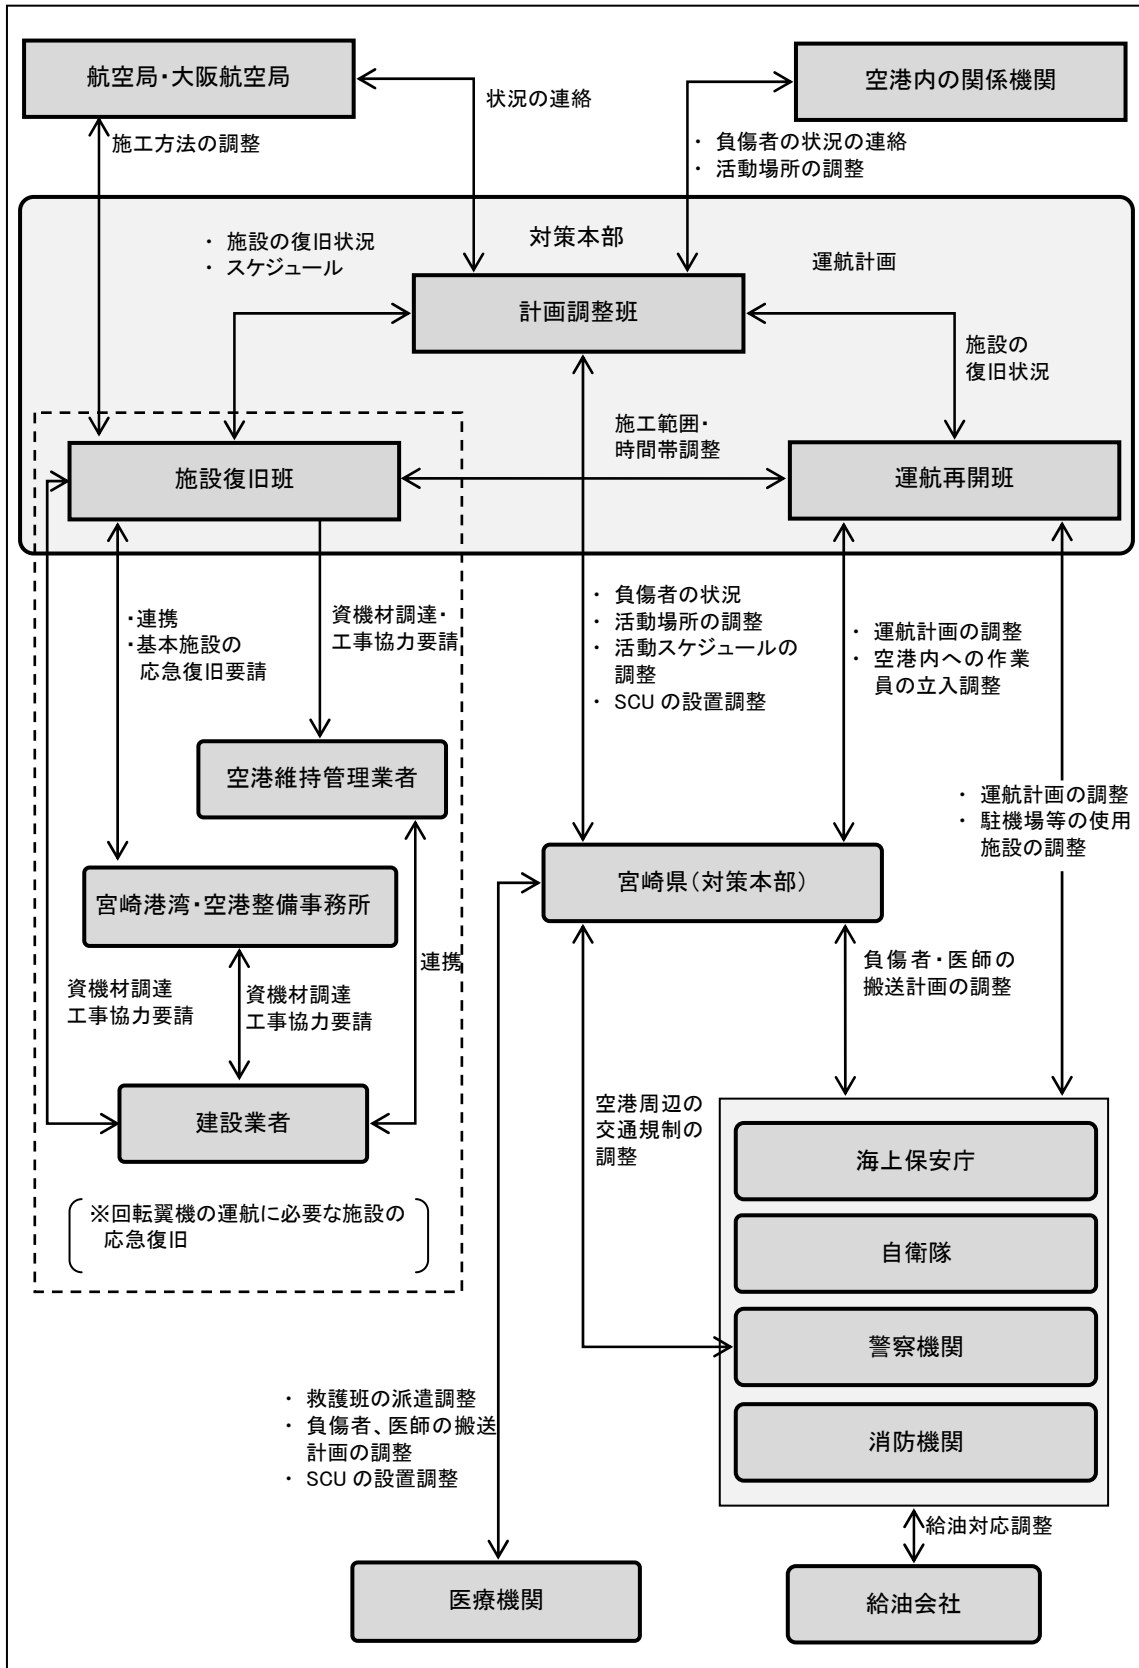 航空局・大阪航空局
空港内の関係機関
状況の連絡
施工方法の調整
・ 負傷者の状況の連絡
・ 活動場所の調整
対策本部
・ 施設の復旧状況
・ スケジュール
運航計画
計画調整班
施設の
復旧状況
施工範囲・
時間帯調整
施設復旧班
運航再開班
・連携
・基本施設の
応急復旧要請
資機材調達・
工事協力要請
・ 負傷者の状況
・ 活動場所の調整
・ 活動スケジュールの
調整
・ SCU の設置調整
・ 運航計画の調整
・ 空港内への作業
員の立入調整
空港維持管理業者
・ 運航計画の調整
・ 駐機場等の使用
施設の調整
宮崎県(対策本部)
宮崎港湾・空港整備事務所
連携
負傷者・医師の
搬送計画の調整
資機材調達
工事協力要請
資機材調達
工事協力要請
建設業者
空港周辺の
交通規制の
調整
海上保安庁
※回転翼機の運航に必要な施設の
応急復旧
自衛隊
警察機関
・ 救護班の派遣調整
・ 負傷者、医師の搬送
計画の調整
・ SCU の設置調整
消防機関
給油対応調整
医療機関
給油会社